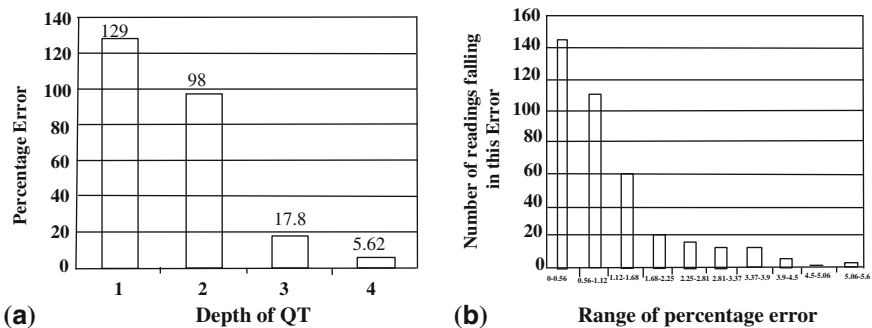 140
120
100
80
60
40
20
0
Percentage Error
129
98
17.8
5.62
1 2 3 4
Depth of QT
(a)
160
140
120
100
80
60
40
20
0
Number of readings falling
in this Error
0-0.56 0.56-1.12 1.12-1.68 1.68-2.25 2.25-2.81 2.81-3.37 3.37-3.9 3.9-4.5 4.5-5.06 5.06-5.6
Range of percentage error
(b)